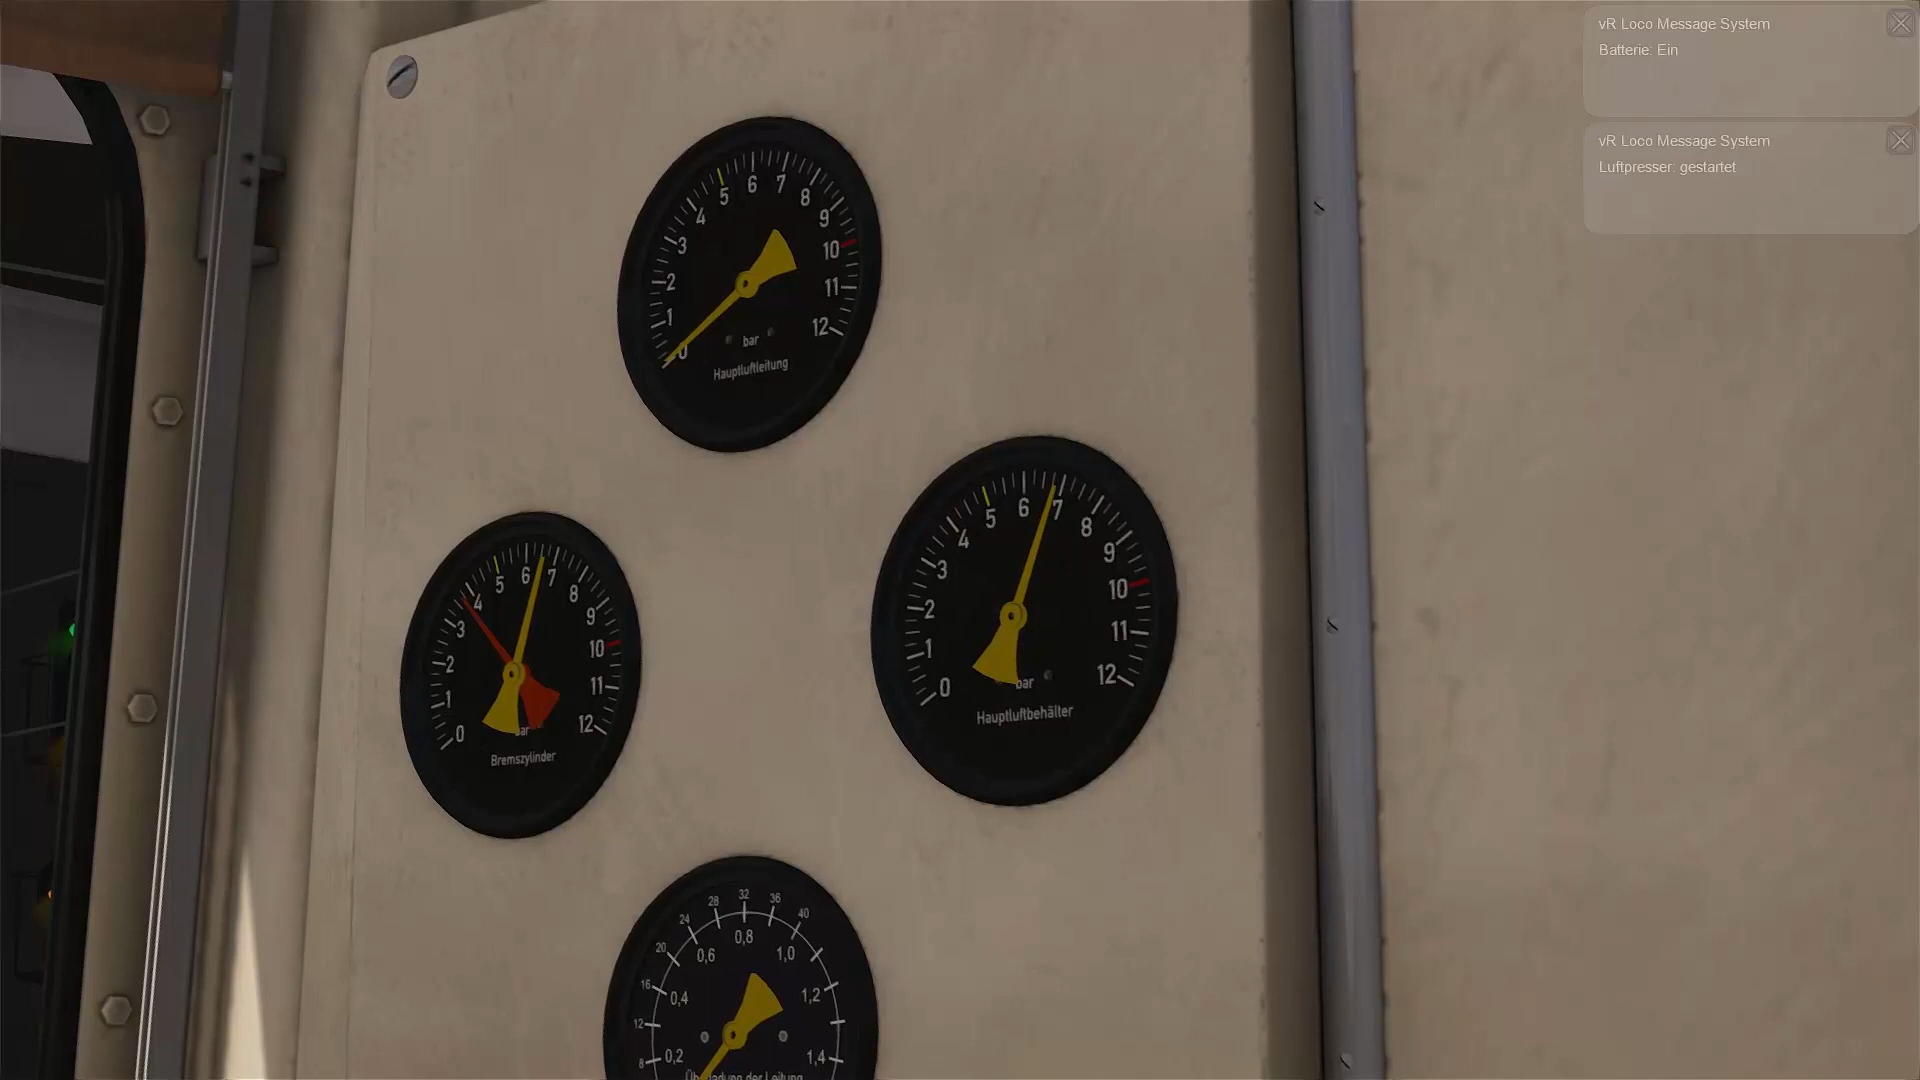 vR Loco Message System
Batterie: Ein
vR Loco Message System
Luftpresser: gestartet
0 1 2 3 4 5 6 7 8 9 10 11 12
bar
Hauptluftleitung
0 1 2 3 4 5 6 7 8 9 10 11 12
bar
Hauptluftbehälter
0 1 2 3 4 5 6 7 8 9 10 11 12
bar
Bremszylinder
8 12 16 20 24 28 32 36 40
0,2 0,4 0,6 0,8 1,0 1,2 1,4
Überladung der Leitung